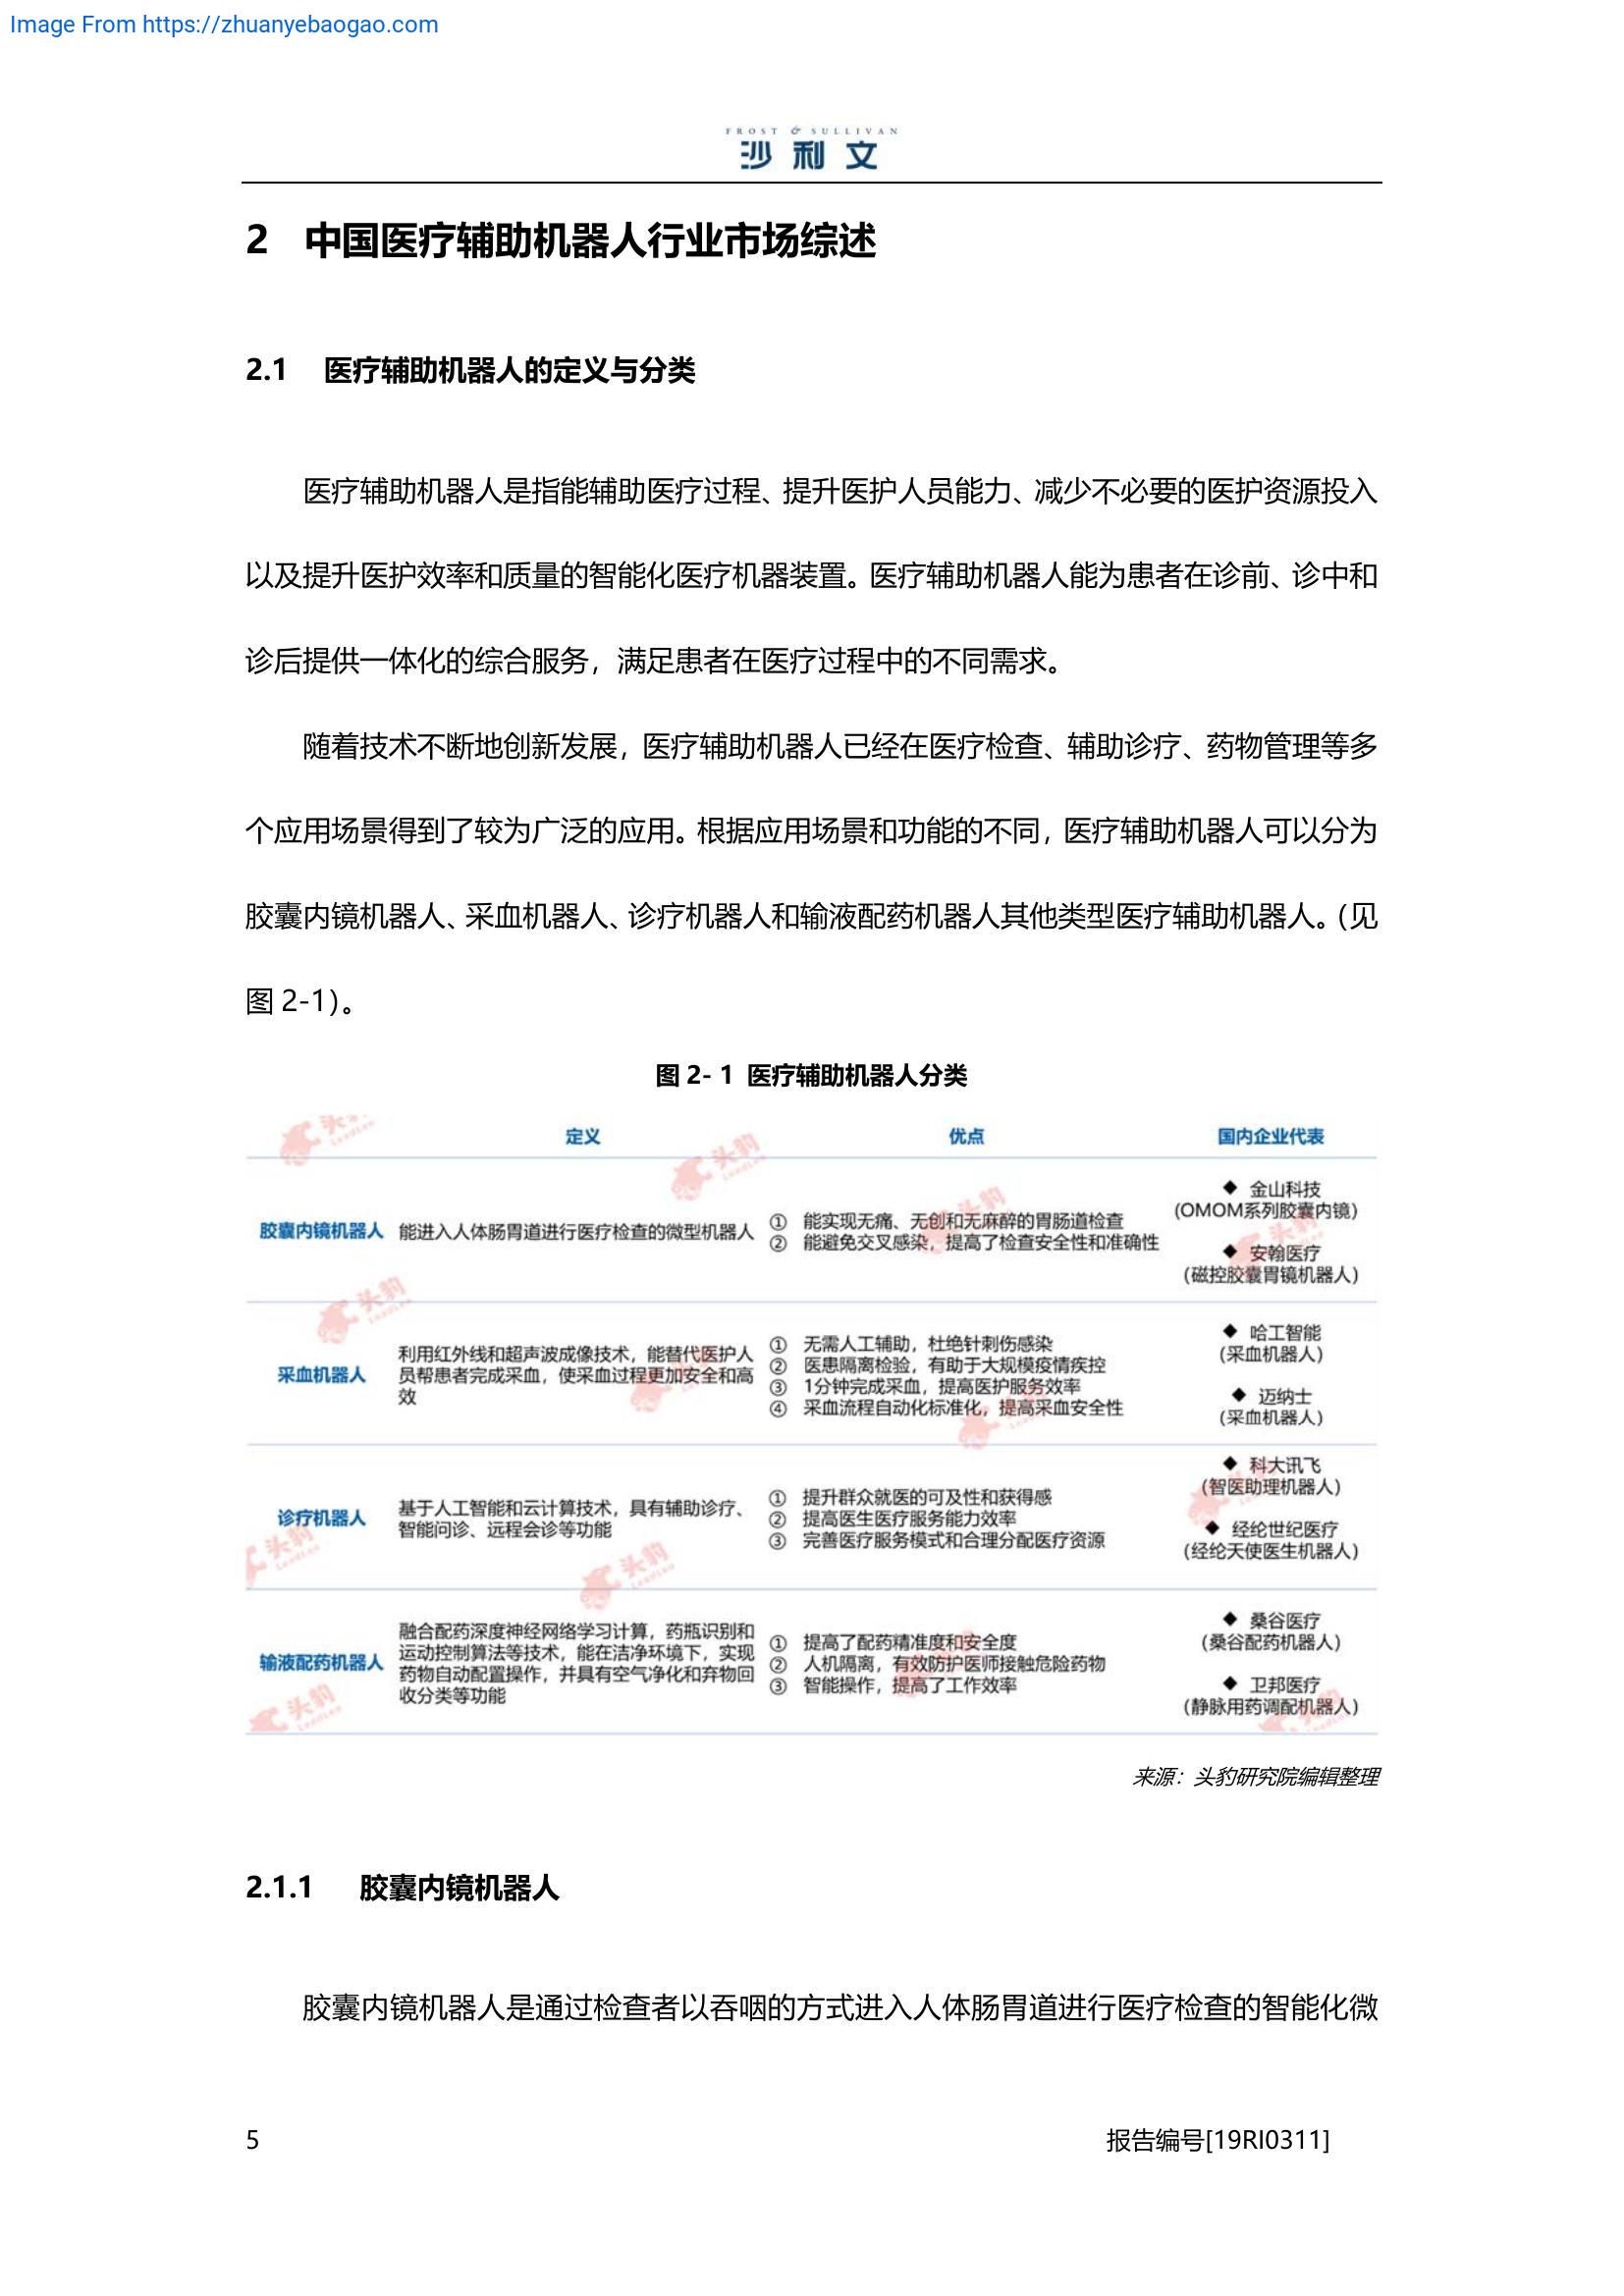 Image From https://zhuanyebaogao.com
FROST & SULLIVAN
沙利文
2 中国医疗辅助机器人行业市场综述
2.1 医疗辅助机器人的定义与分类
医疗辅助机器人是指能辅助医疗过程、提升医护人员能力、减少不必要的医护资源投入
以及提升医护效率和质量的智能化医疗机器装置。医疗辅助机器人能为患者在诊前、诊中和
诊后提供一体化的综合服务，满足患者在医疗过程中的不同需求。
随着技术不断地创新发展，医疗辅助机器人已经在医疗检查、辅助诊疗、药物管理等多
个应用场景得到了较为广泛的应用。根据应用场景和功能的不同，医疗辅助机器人可以分为
胶囊内镜机器人、采血机器人、诊疗机器人和输液配药机器人其他类型医疗辅助机器人。（见
图 2-1）。
图 2- 1 医疗辅助机器人分类
定义 优点 国内企业代表
胶囊内镜机器人
能进入人体肠胃道进行医疗检查的微型机器人
① 能实现无痛、无创和无麻醉的胃肠道检查
② 能避免交叉感染，提高了检查安全性和准确性
◆ 金山科技
(OMOM系列胶囊内镜)
◆ 安翰医疗
(磁控胶囊胃镜机器人)
采血机器人
利用红外线和超声波成像技术，能替代医护人
员帮患者完成采血，使采血过程更加安全和高
效
① 无需人工辅助，杜绝针刺伤感染
② 医患隔离检验，有助于大规模疫情疾控
③ 1分钟完成采血，提高医护服务效率
④ 采血流程自动化标准化，提高采血安全性
◆ 哈工智能
(采血机器人)
◆ 迈纳士
(采血机器人)
诊疗机器人
基于人工智能和云计算技术，具有辅助诊疗、
智能问诊、远程会诊等功能
① 提升群众就医的可及性和获得感
② 提高医生医疗服务能力效率
③ 完善医疗服务模式和合理分配医疗资源
◆ 科大讯飞
(智医助理机器人)
◆ 经纶世纪医疗
(经纶天使医生机器人)
输液配药机器人
融合配药深度神经网络学习计算，药瓶识别和
运动控制算法等技术，能在洁净环境下，实现
药物自动配置操作，并具有空气净化和弃物回
收分类等功能
① 提高了配药精准度和安全度
② 人机隔离，有效防护医师接触危险药物
③ 智能操作，提高了工作效率
◆ 桑谷医疗
(桑谷配药机器人)
◆ 卫邦医疗
(静脉用药调配机器人)
来源：头豹研究院编辑整理
2.1.1 胶囊内镜机器人
胶囊内镜机器人是通过检查者以吞咽的方式进入人体肠胃道进行医疗检查的智能化微
5 报告编号[19RI0311]